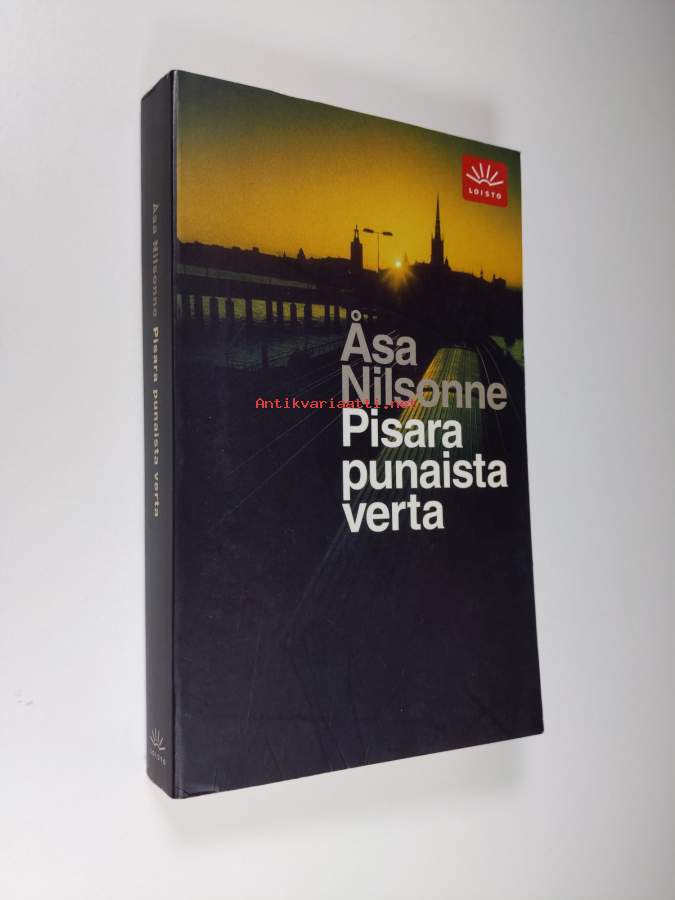 LOISTO
Åsa
Nilsonne
Antikvariaatti.net
Pisara
punaista
verta
Åsa Nilsonne Pisara punaista verta
LOISTO